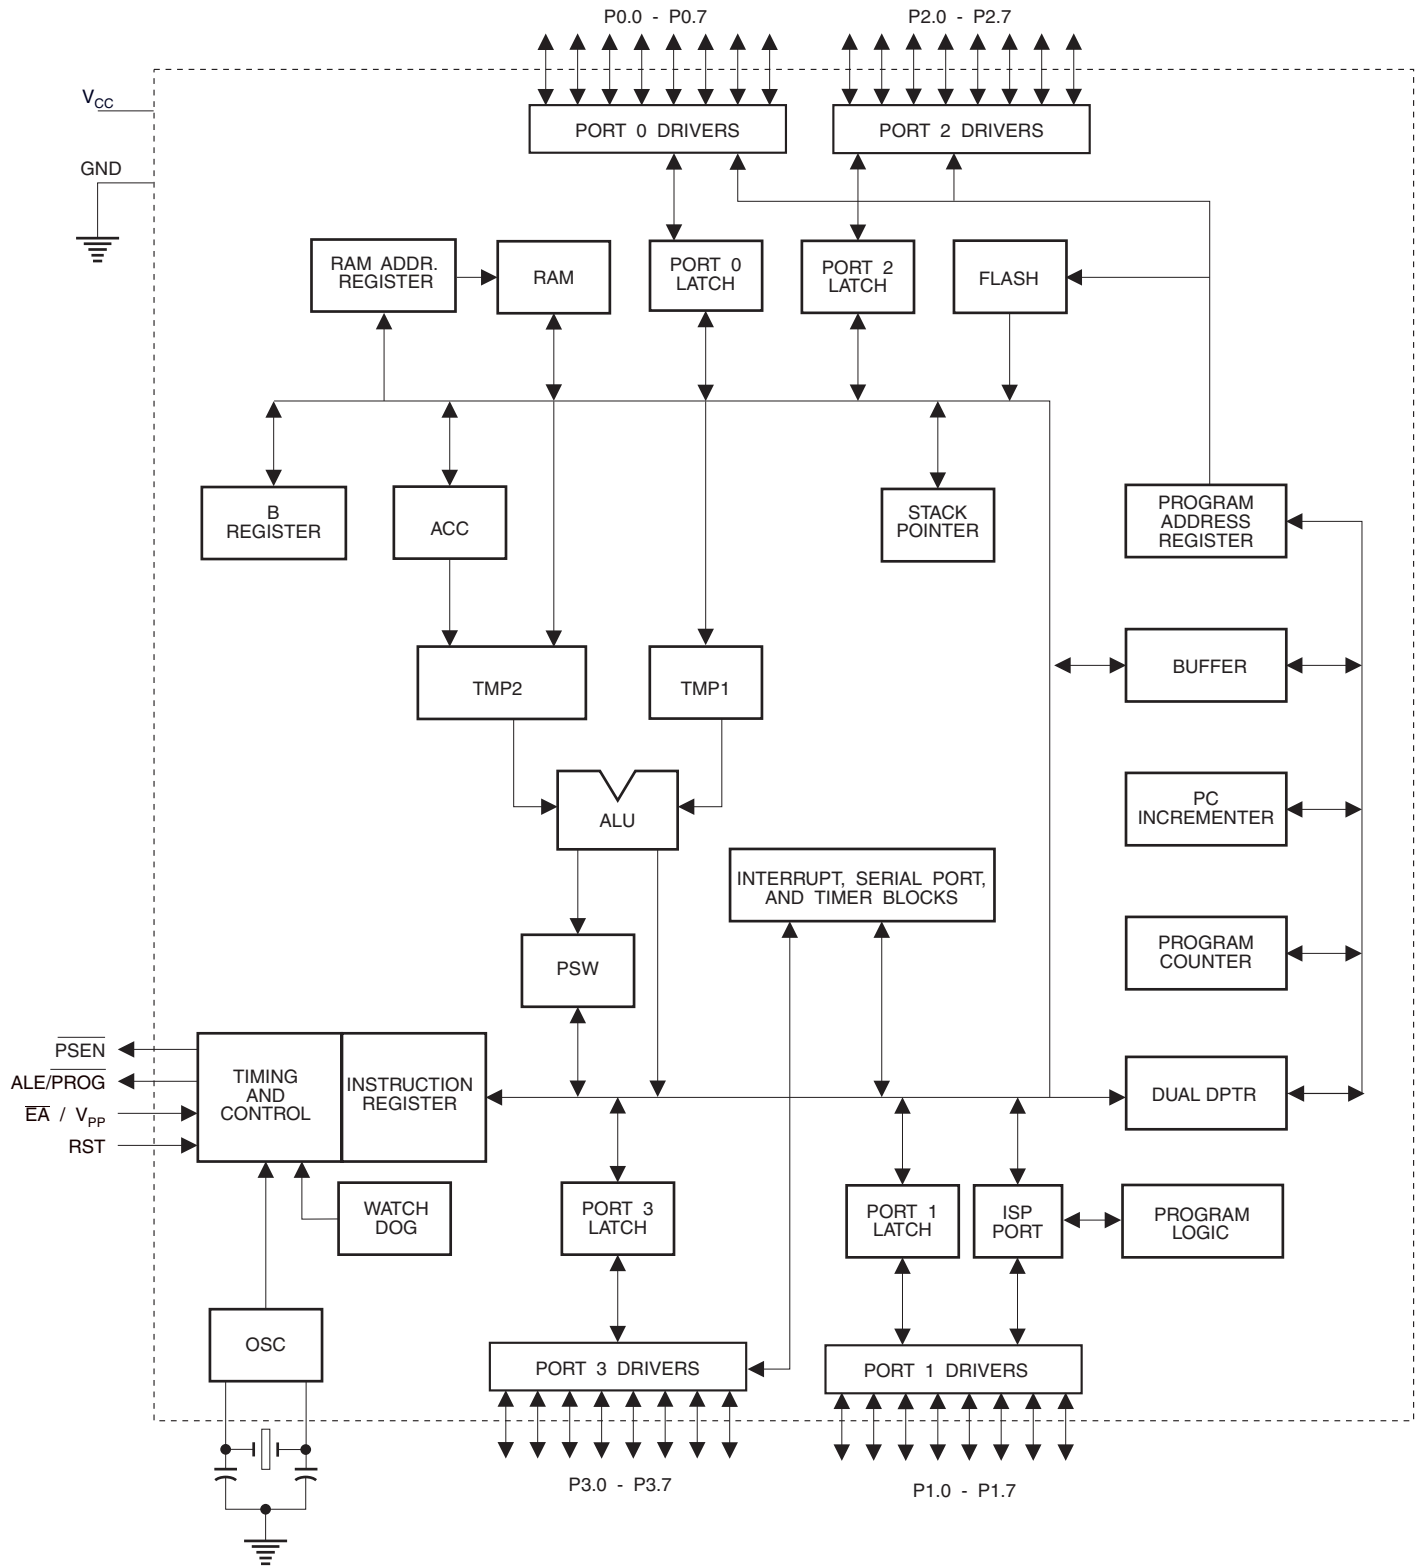 P0.0 - P0.7
P2.0 - P2.7
VCC
PORT 0 DRIVERS
PORT 2 DRIVERS
GND
RAM ADDR.
REGISTER
RAM
PORT 0
LATCH
PORT 2
LATCH
FLASH
B
REGISTER
ACC
STACK
POINTER
PROGRAM
ADDRESS
REGISTER
BUFFER
TMP2
TMP1
PC
INCREMENTER
ALU
INTERRUPT, SERIAL PORT,
AND TIMER BLOCKS
PROGRAM
COUNTER
PSW
PSEN
ALE/PROG
EA / VPP
RST
TIMING
AND
CONTROL
INSTRUCTION
REGISTER
DUAL DPTR
WATCH
DOG
PORT 3
LATCH
PORT 1
LATCH
ISP
PORT
PROGRAM
LOGIC
OSC
PORT 3 DRIVERS
PORT 1 DRIVERS
P3.0 - P3.7
P1.0 - P1.7